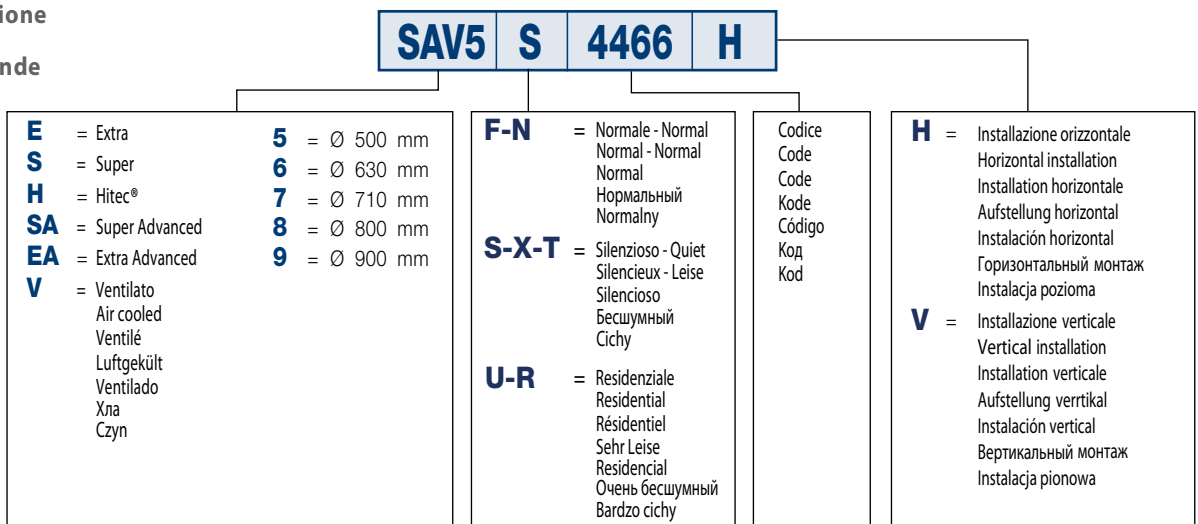 ione
nde
SAV5 S 4466 H
E = Extra
S = Super
H = Hitec®
SA = Super Advanced
EA = Extra Advanced
V = Ventilato
Air cooled
Ventilé
Luftgekült
Ventilado
Хла
Czyn
5 = Ø 500 mm
6 = Ø 630 mm
7 = Ø 710 mm
8 = Ø 800 mm
9 = Ø 900 mm
F-N = Normale - Normal
Normal - Normal
Normal
Нормальный
Normalny
S-X-T = Silenzioso - Quiet
Silencieux - Leise
Silencioso
Бесшумный
Cichy
U-R = Residenziale
Residential
Résidentiel
Sehr Leise
Residencial
Очень бесшумный
Bardzo cichy
Codice
Code
Code
Kode
Código
Код
Kod
H = Installazione orizzontale
Horizontal installation
Installation horizontale
Aufstellung horizontal
Instalación horizontal
Горизонтальный монтаж
Instalacja pozioma
V = Installazione verticale
Vertical installation
Installation verticale
Aufstellung verrtikal
Instalación vertical
Вертикальный монтаж
Instalacja pionowa